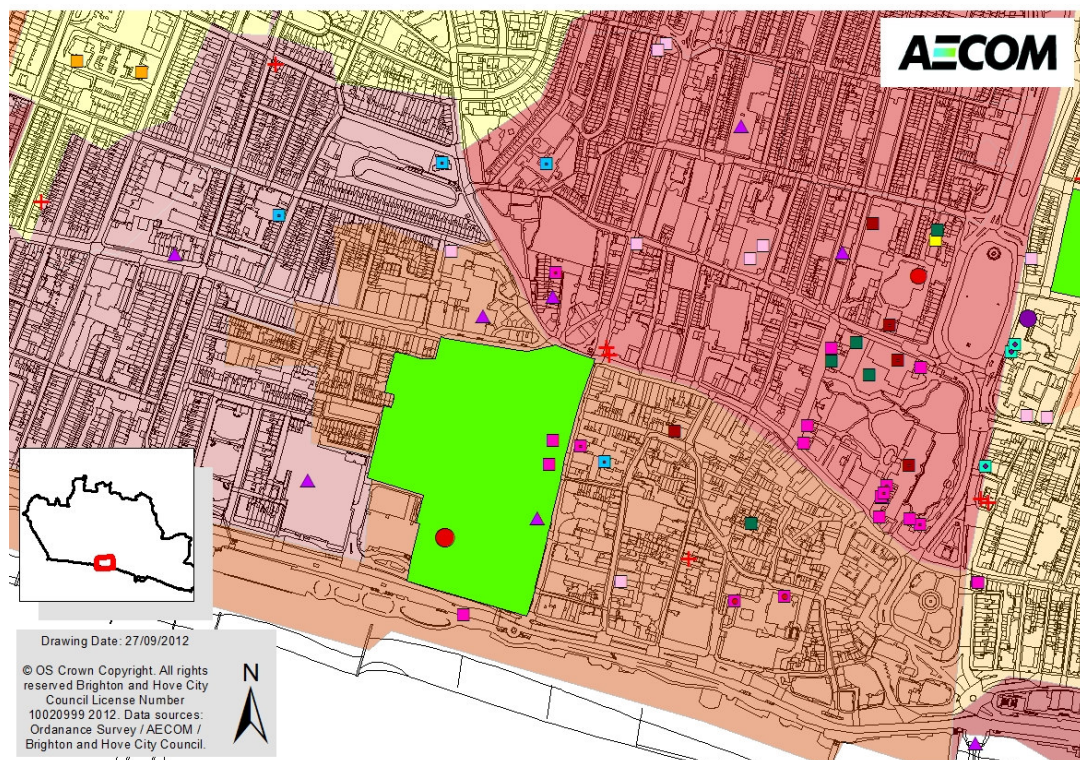 AECOM
Drawing Date: 27/09/2012
© OS Crown Copyright. All rights
reserved Brighton and Hove City
Council License Number
10020999 2012. Data sources:
Ordanance Survey / AECOM /
Brighton and Hove City Council.
N